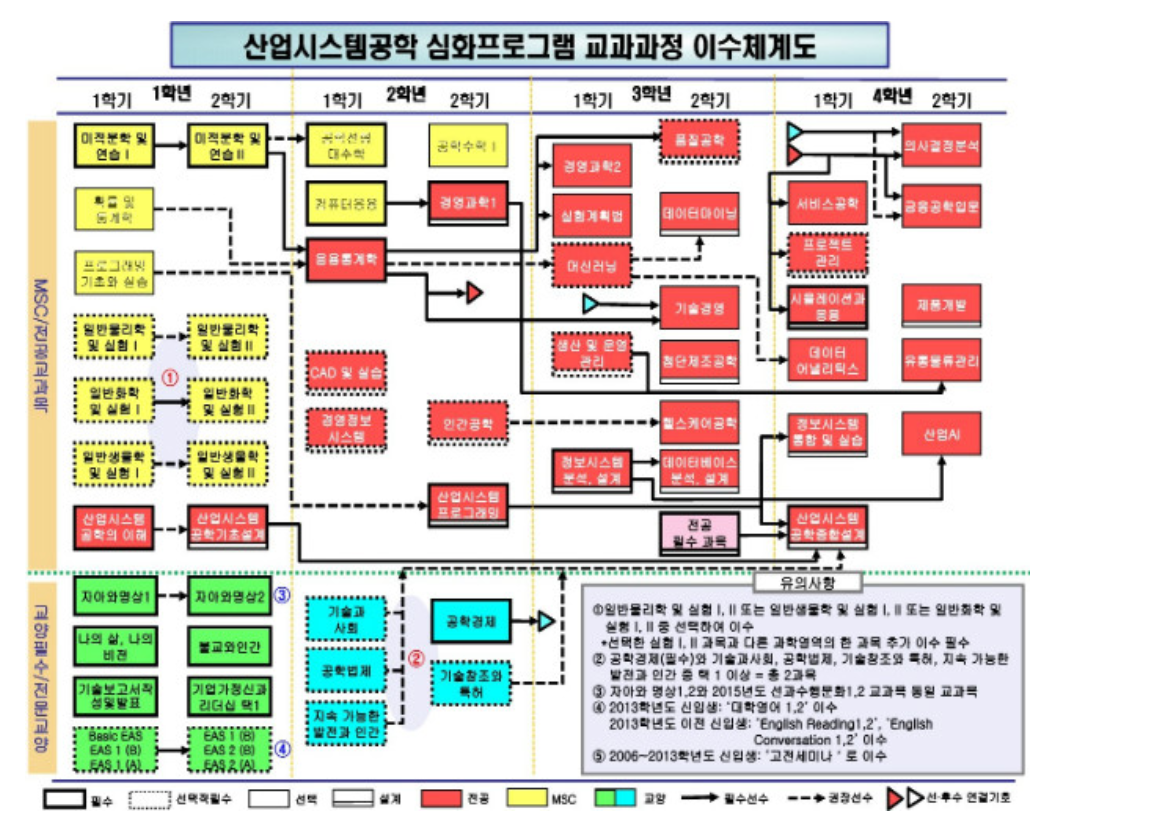 산업시스템공학 심화프로그램 교과과정 이수체계도
1학년
2학년
3학년
4학년
1학기
2학기
1학기
2학기
1학기
2학기
1학기
2학기
MSC/전공교과목
미적분학 및
연습 I
미적분학 및
연습 II
공학선형
대수학
공학수학 I
품질공학
의사결정분석
경영과학2
확률 및
통계학
컴퓨터응용
경영과학1
실험계획법
데이터마이닝
서비스공학
금융공학입문
프로그래밍
기초와 실습
응용통계학
머신러닝
프로젝트
관리
기술경영
시뮬레이션과
응용
제품개발
일반물리학
및 실험 I
일반물리학
및 실험 II
①
CAD 및 실습
생산 및 운영
관리
첨단제조공학
데이터
어낼리틱스
유통물류관리
일반화학
및 실험 I
일반화학
및 실험 II
경영정보
시스템
인간공학
헬스케어공학
정보시스템
통합 및 실습
산업AI
일반생물학
및 실험 I
일반생물학
및 실험 II
정보시스템
분석, 설계
데이터베이스
분석, 설계
산업시스템
프로그래밍
산업시스템
공학의 이해
산업시스템
공학기초설계
전공
필수 과목
산업시스템
공학종합설계
교양필수/전문교양
자아와명상1
자아와명상2
③
나의 삶, 나의
비전
불교와인간
기술보고서작
성및발표
기업가정신과
리더십 택1
Basic EAS
EAS 1 (B)
EAS 1 (A)
EAS 1 (B)
EAS 2 (B)
EAS 2 (A)
④
기술과
사회
공학경제
공학법제
②
기술창조와
특허
지속 가능한
발전과 인간
유의사항
①일반물리학 및 실험 I, II 또는 일반생물학 및 실험 I, II 또는 일반화학 및
실험 I, II 중 선택하여 이수
*선택한 실험 I, II 과목과 다른 과학영역의 한 과목 추가 이수 필수
② 공학경제(필수)와 기술과사회, 공학법제, 기술창조와 특허, 지속 가능한
발전과 인간 중 택 1 이상 = 총 2과목
③ 자아와 명상1,2와 2015년도 선과수행문화1,2 교과목 동일 교과목
④ 2013학년도 신입생: '대학영어 1,2' 이수
2013학년도 이전 신입생: 'English Reading1,2', 'English
Conversation 1,2' 이수
⑤ 2006~2013학년도 신입생: '고전세미나' 로 이수
필수
선택적필수
선택
설계
전공
MSC
교양
필수선수
권장선수
선·후수 연결기호